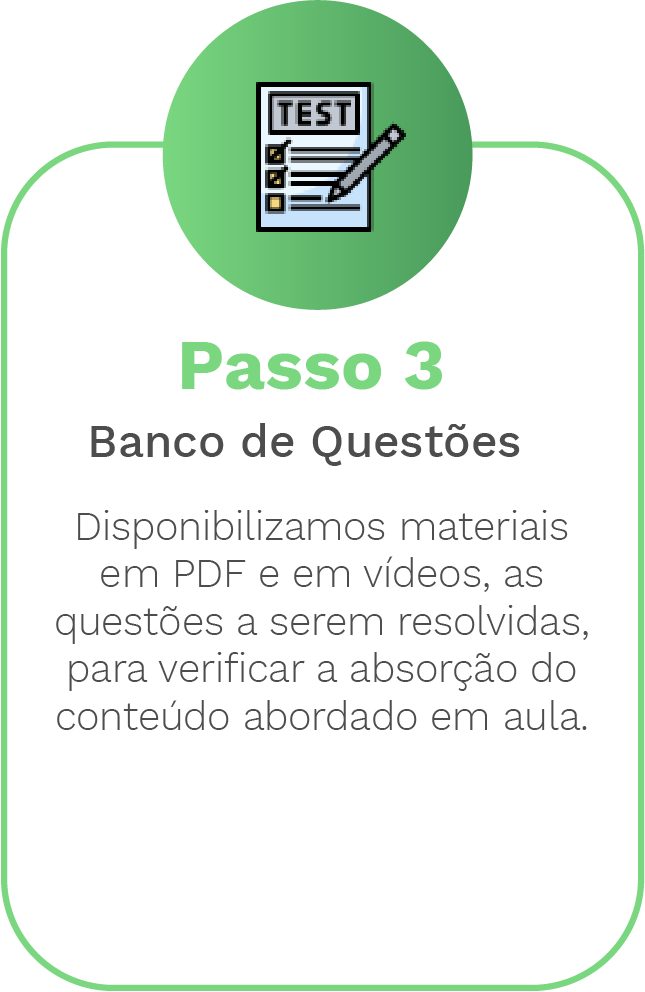 TEST
Passo 3
Banco de Questões
Disponibilizamos materiais
em PDF e em vídeos, as
questões a serem resolvidas,
para verificar a absorção do
conteúdo abordado em aula.